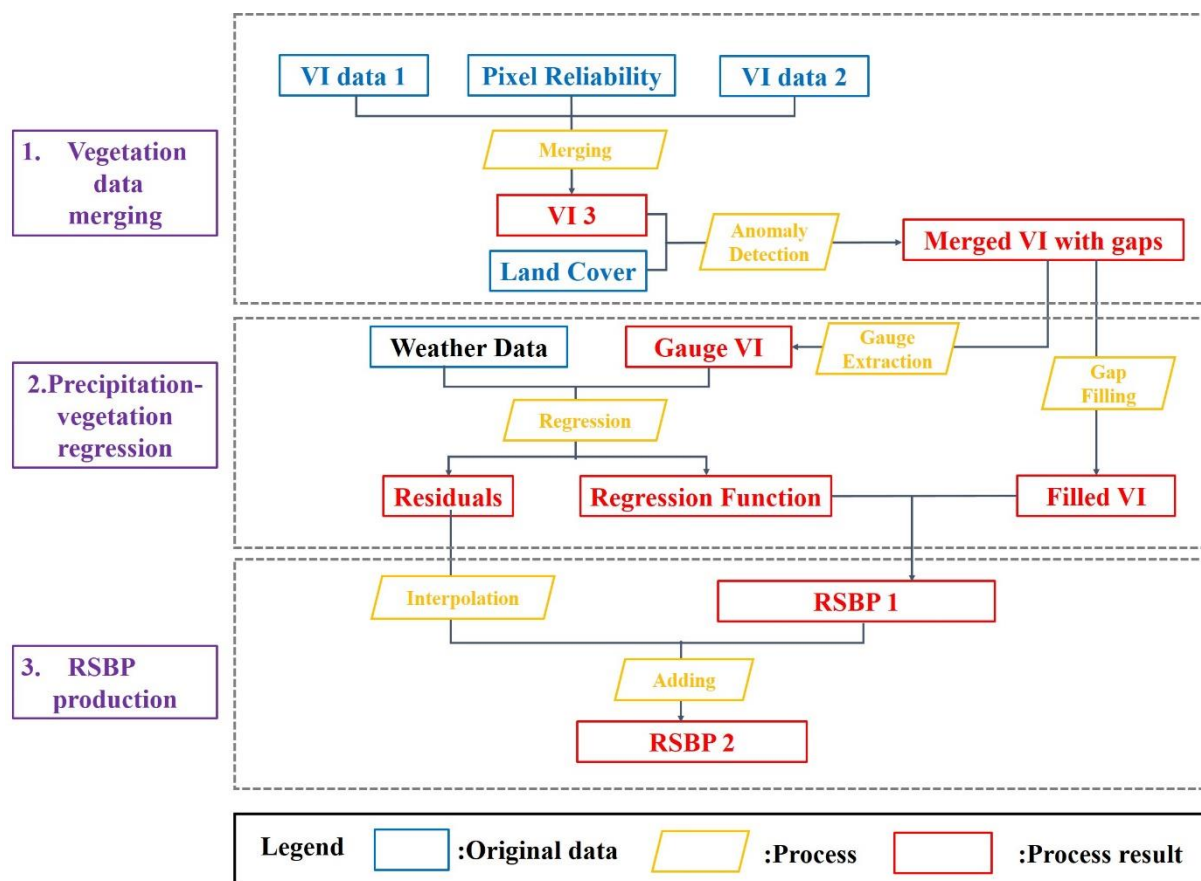 VI data 1
Pixel Reliability
VI data 2
1. Vegetation
data
merging
Merging
VI 3
Anomaly
Detection
Merged VI with gaps
Land Cover
2.Precipitation-
vegetation
regression
Weather Data
Gauge VI
Gauge
Extraction
Gap
Filling
Regression
Residuals
Regression Function
Filled VI
3. RSBP
production
Interpolation
RSBP 1
Adding
RSBP 2
Legend
:Original data
:Process
:Process result